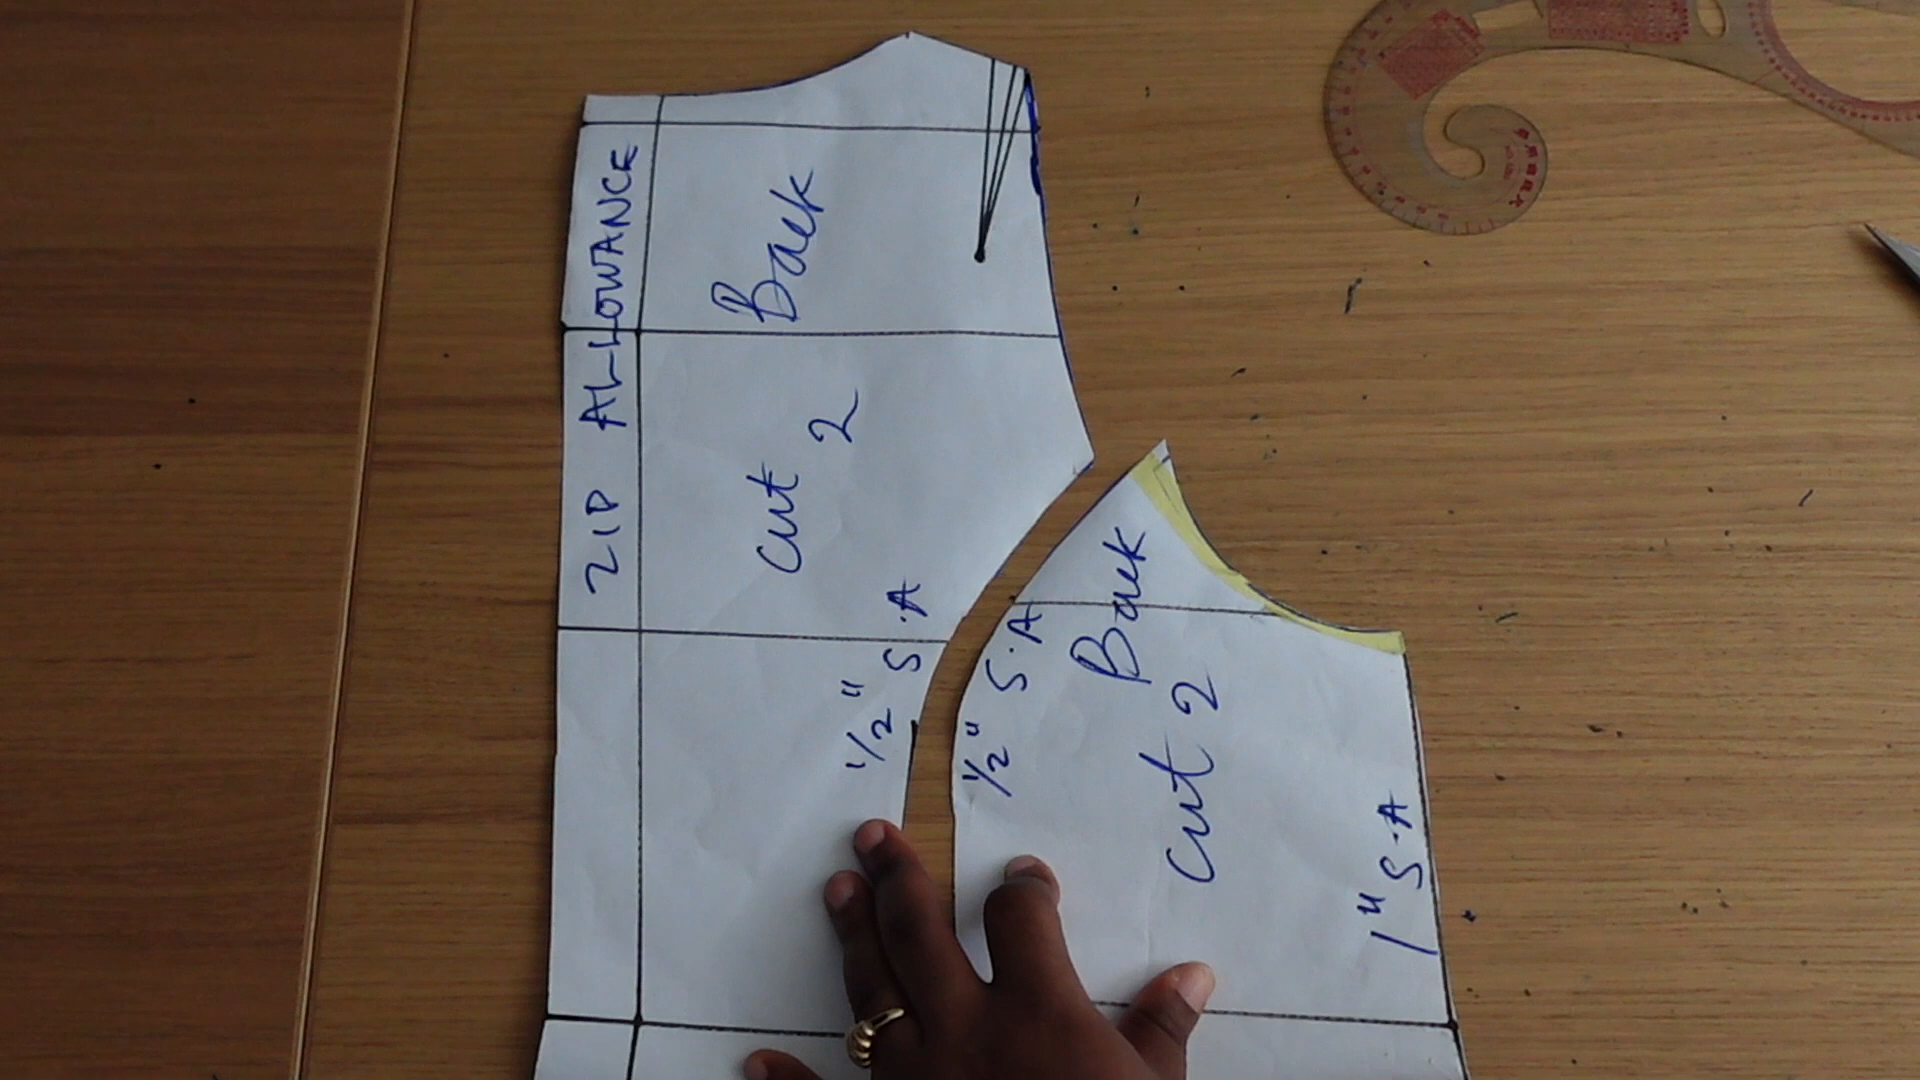 ZIP ALLOWANCE
Back
Cut 2
1/2" S.A
1/2" S.A
Back
Cut 2
1" S.A